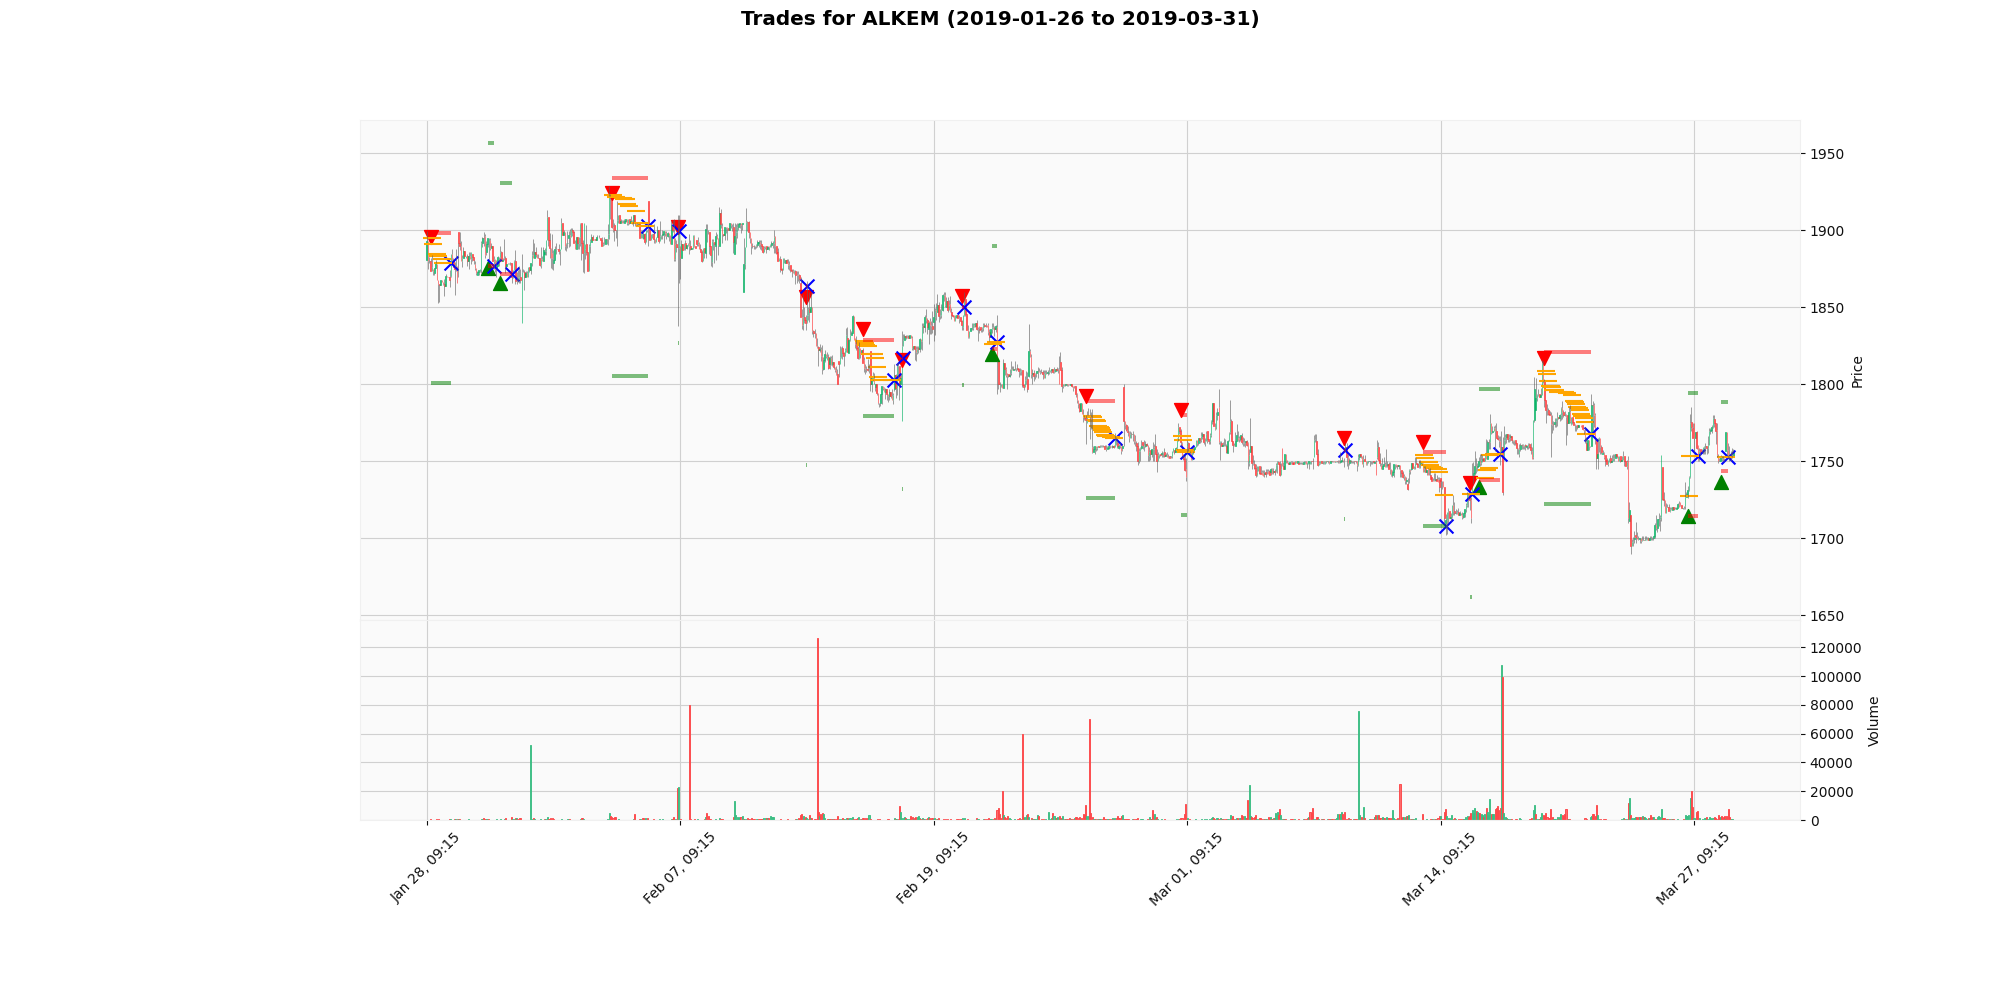 Trades for ALKEM (2019-01-26 to 2019-03-31)
1950
1900
1850
1800
1750
1700
1650
Price
120000
100000
80000
60000
40000
20000
0
Volume
Jan 28, 09:15
Feb 07, 09:15
Feb 19, 09:15
Mar 01, 09:15
Mar 14, 09:15
Mar 27, 09:15